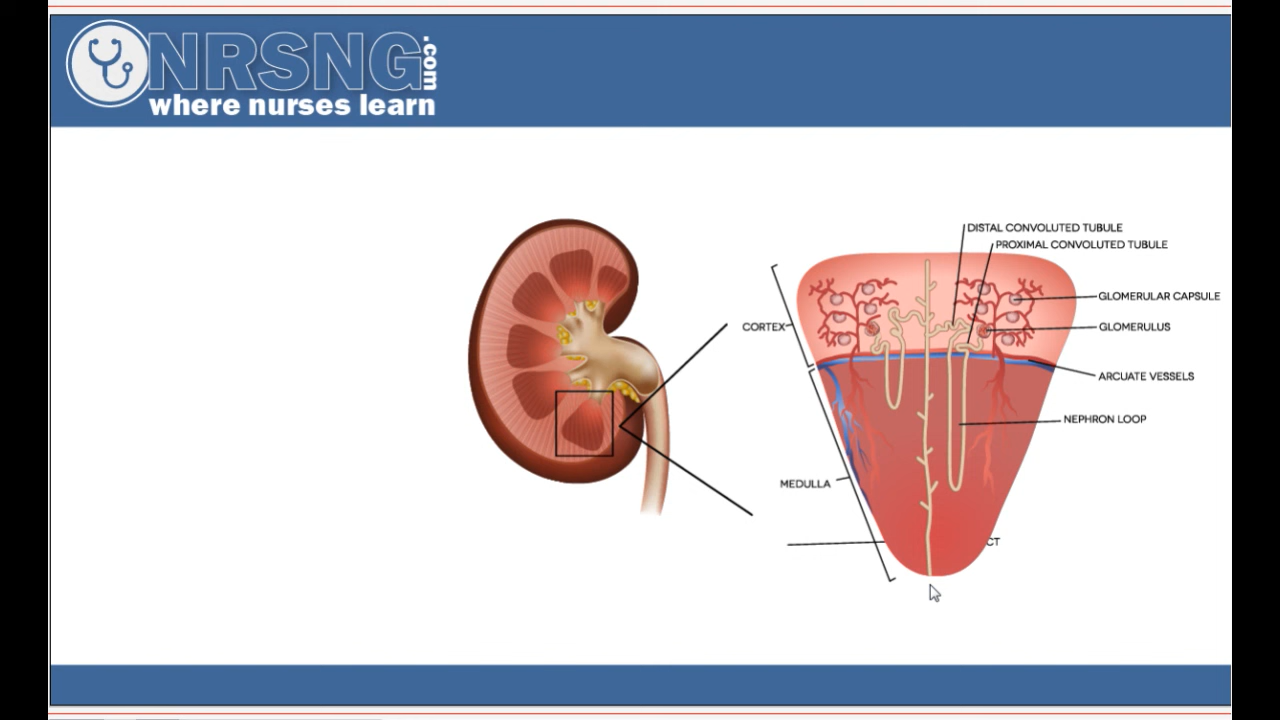 NRSNG.com
where nurses learn
DISTAL CONVOLUTED TUBULE
PROXIMAL CONVOLUTED TUBULE
GLOMERULAR CAPSULE
CORTEX
GLOMERULUS
ARCUATE VESSELS
NEPHRON LOOP
MEDULLA
CT